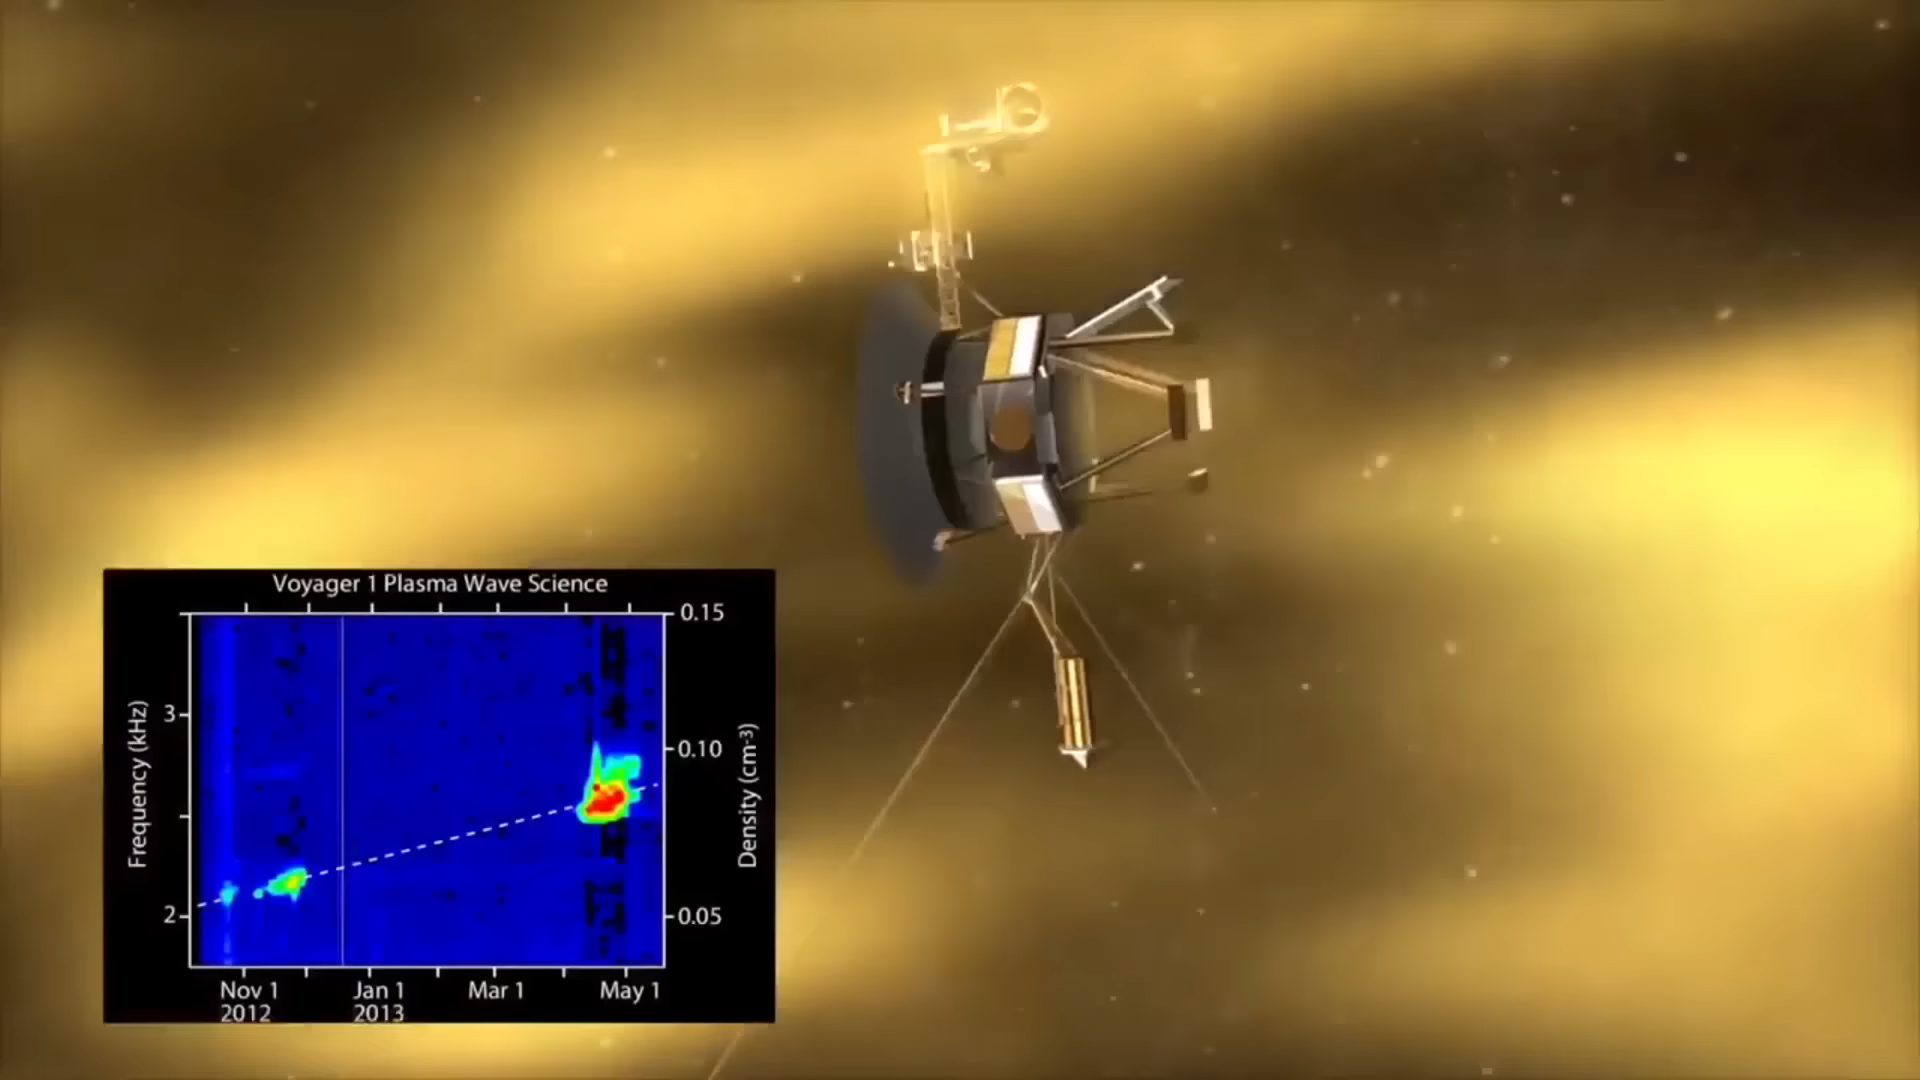 Voyager 1 Plasma Wave Science
Frequency (kHz)
3
2
0.15
0.10
0.05
Density (cm-3)
Nov 1
2012
Jan 1
2013
Mar 1
May 1